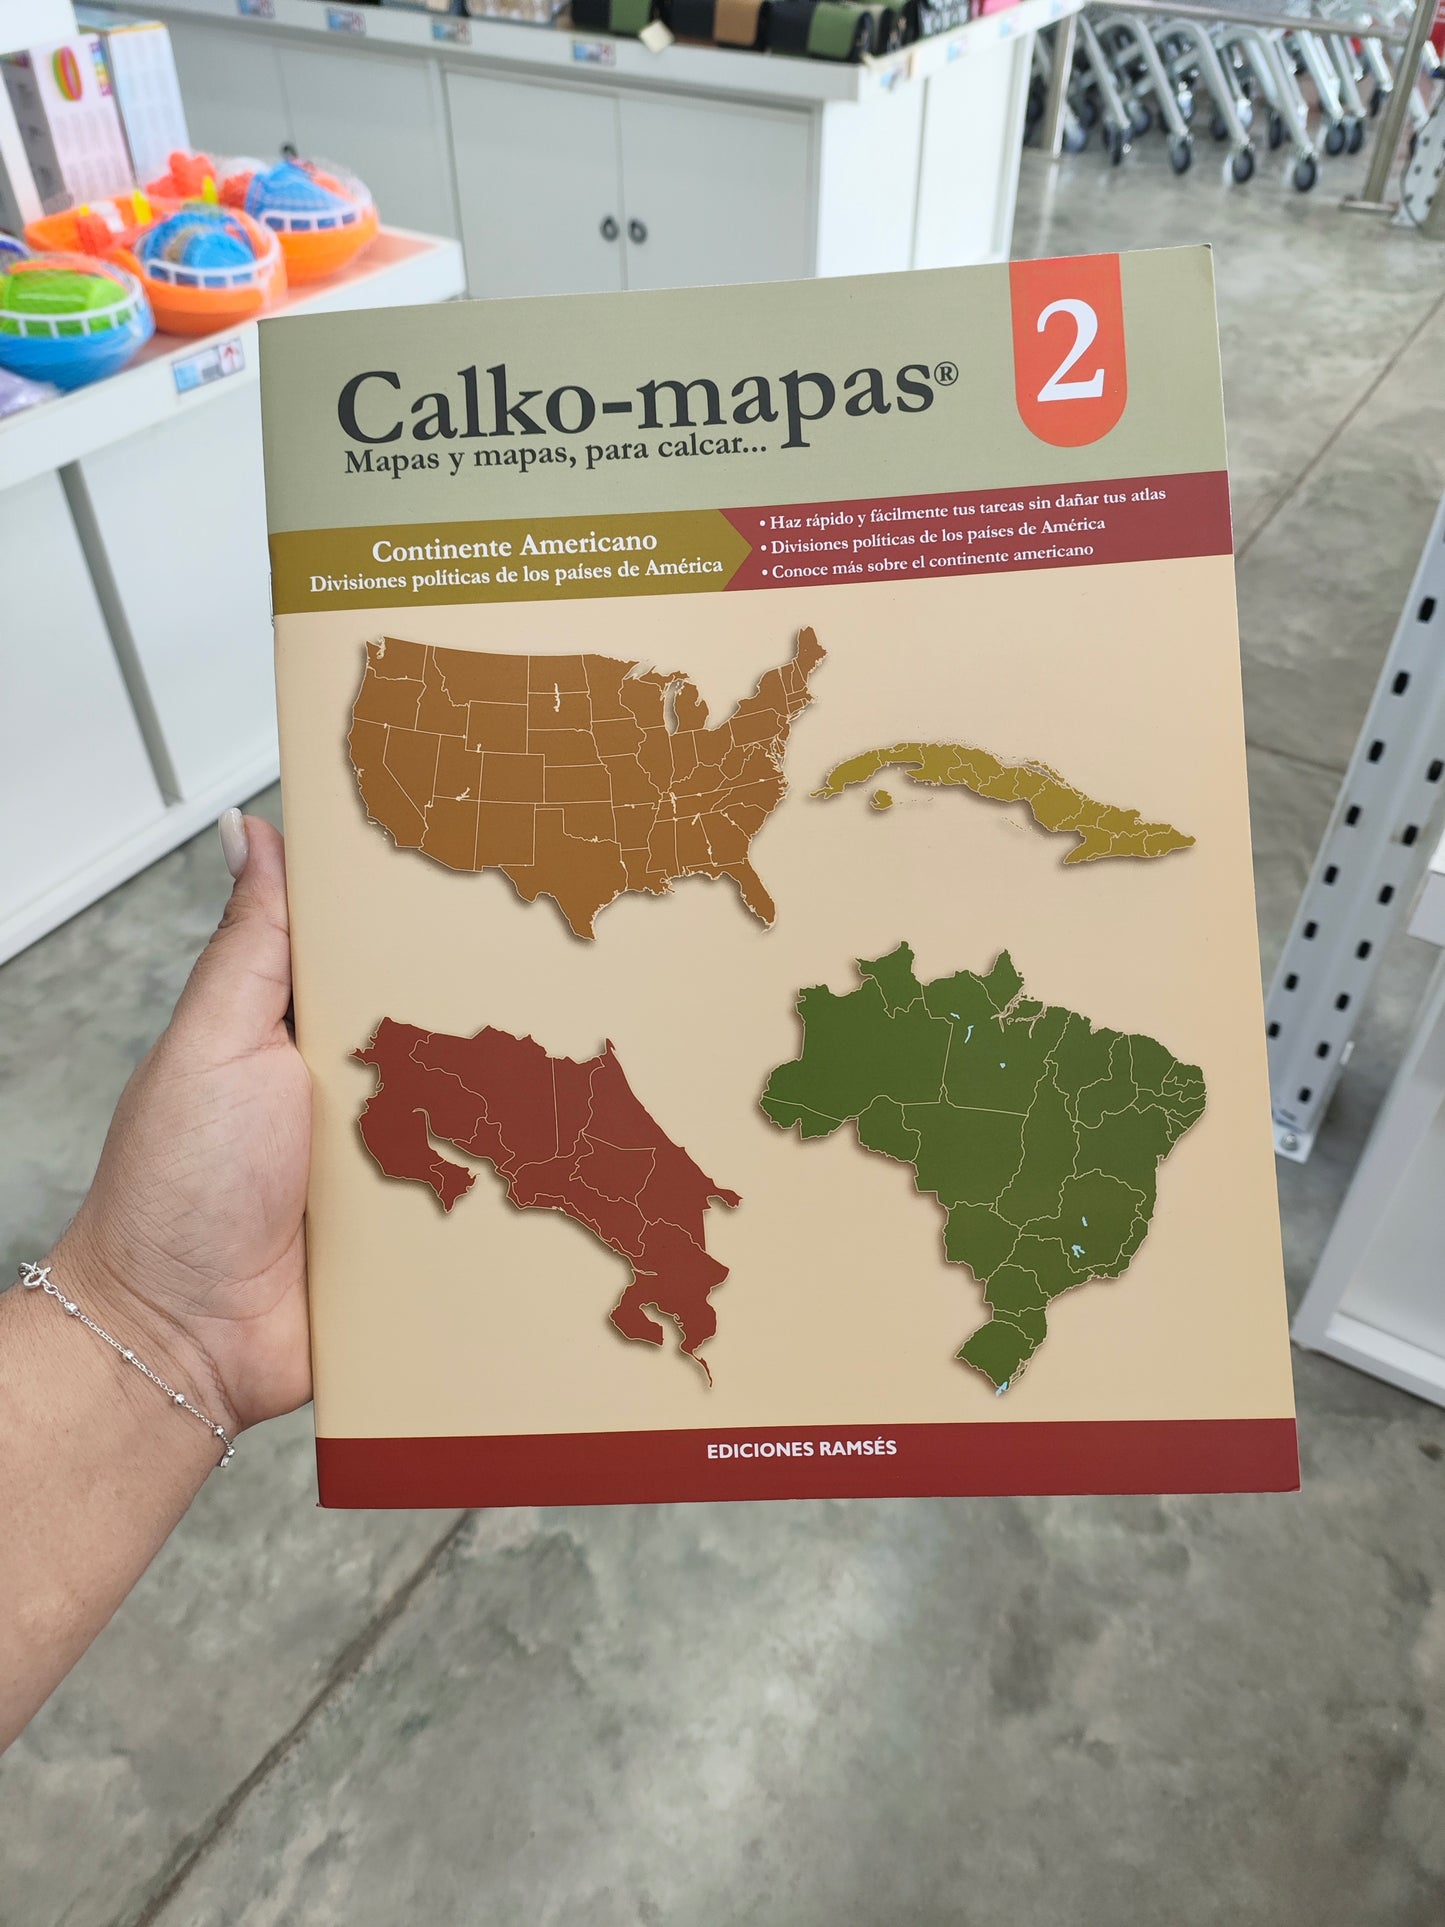 Calko-mapas®
2
Mapas y mapas, para calcar...
Continente Americano
Divisiones políticas de los países de América
• Haz rápido y fácilmente tus tareas sin dañar tus atlas
• Divisiones políticas de los países de América
• Conoce más sobre el continente americano
EDICIONES RAMSÉS